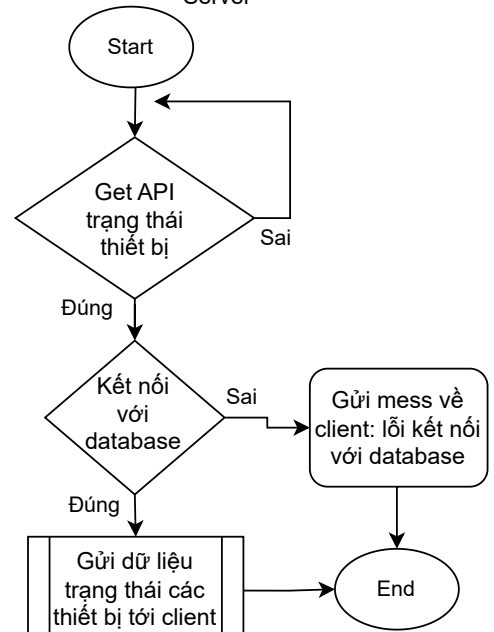 Server
Start
Get API
trạng thái
thiết bị
Sai
Đúng
Kết nối
với
database
Sai
Gửi mess về
client: lỗi kết nối
với database
Đúng
Gửi dữ liệu
trạng thái các
thiết bị tới client
End